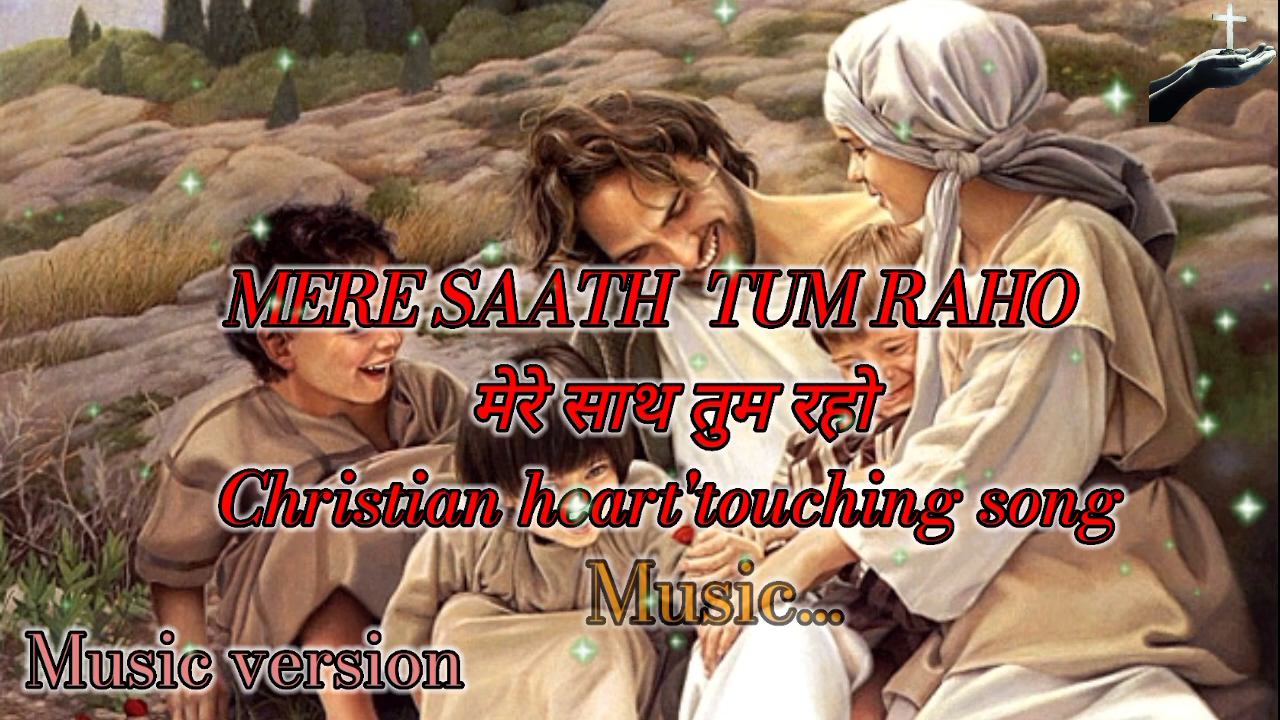 MERE SAATH TUM RAHO
मेरे साथ तुम रहो
Christian heart'touching song
Music...
Music version